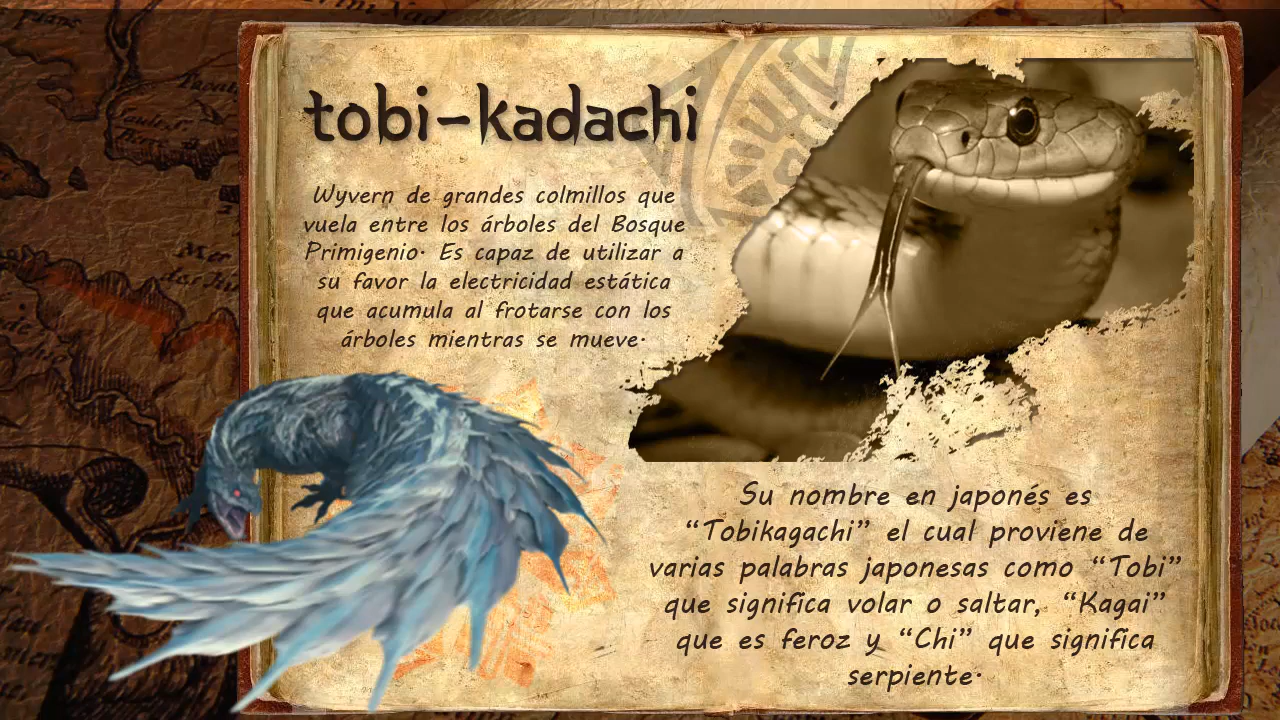 tobi-kadachi
Wyvern de grandes colmillos que
vuela entre los árboles del Bosque
Primigenio. Es capaz de utilizar a
su favor la electricidad estática
que acumula al frotarse con los
árboles mientras se mueve.
Su nombre en japonés es
“Tobikagachi” el cual proviene de
varias palabras japonesas como “Tobi”
que significa volar o saltar, “Kagai”
que es feroz y “Chi” que significa
serpiente.